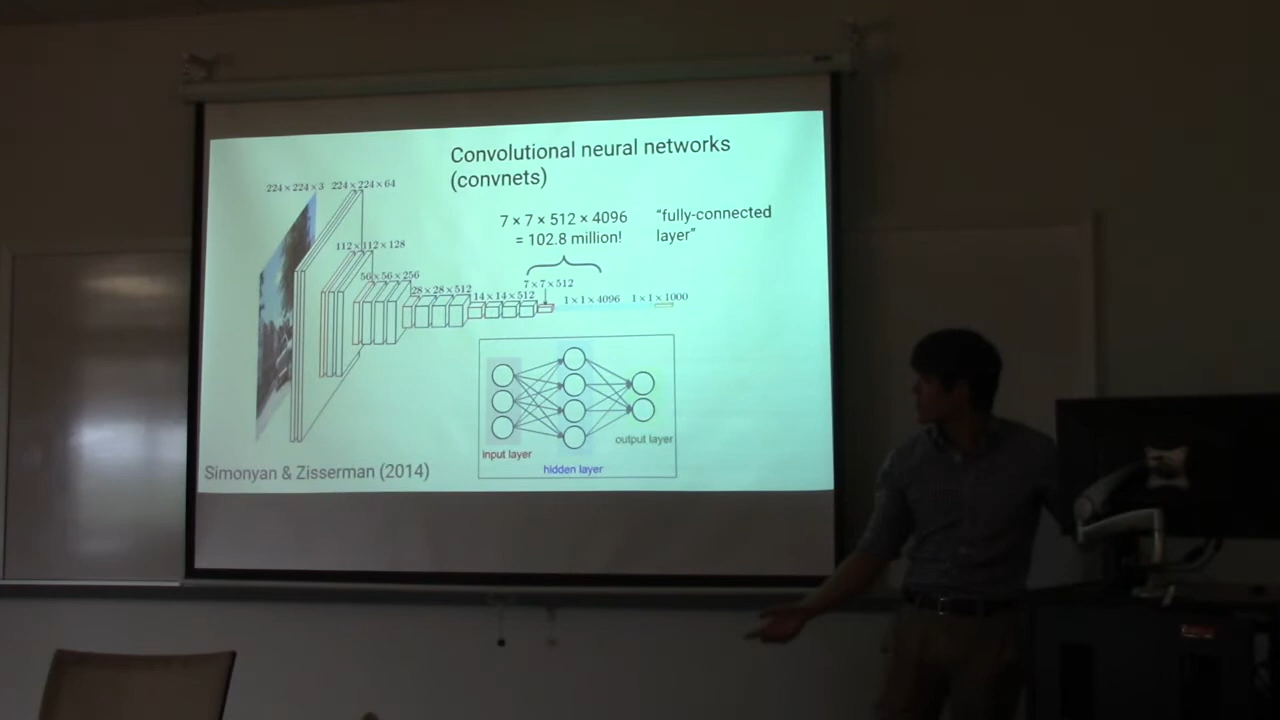 Convolutional neural networks
(convnets)
224×224×3 224×224×64
7 × 7 × 512 × 4096 "fully-connected
= 102.8 million! layer"
112×112×128
56×56×256
28×28×512
14×14×512
7×7×512
1×1×4096 1×1×1000
input layer
hidden layer
output layer
Simonyan & Zisserman (2014)